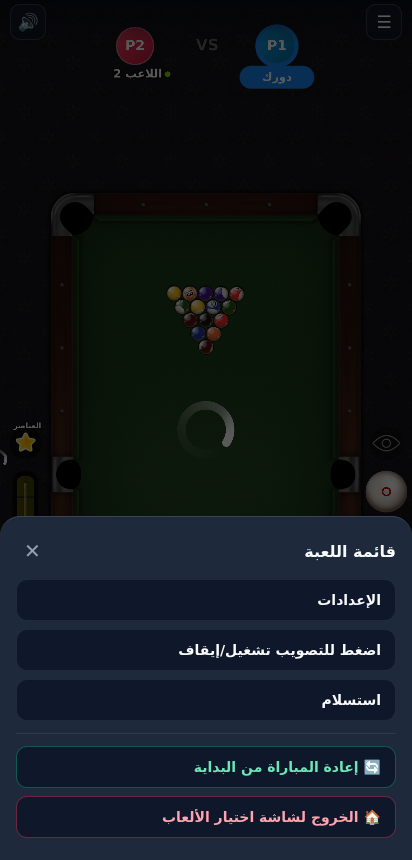 P2
VS
P1
اللاعب 2
دورك
العناصر
قائمة اللعبة
الإعدادات
اضغط للتصويب تشغيل/إيقاف
استسلام
إعادة المباراة من البداية
الخروج لشاشة اختيار الألعاب